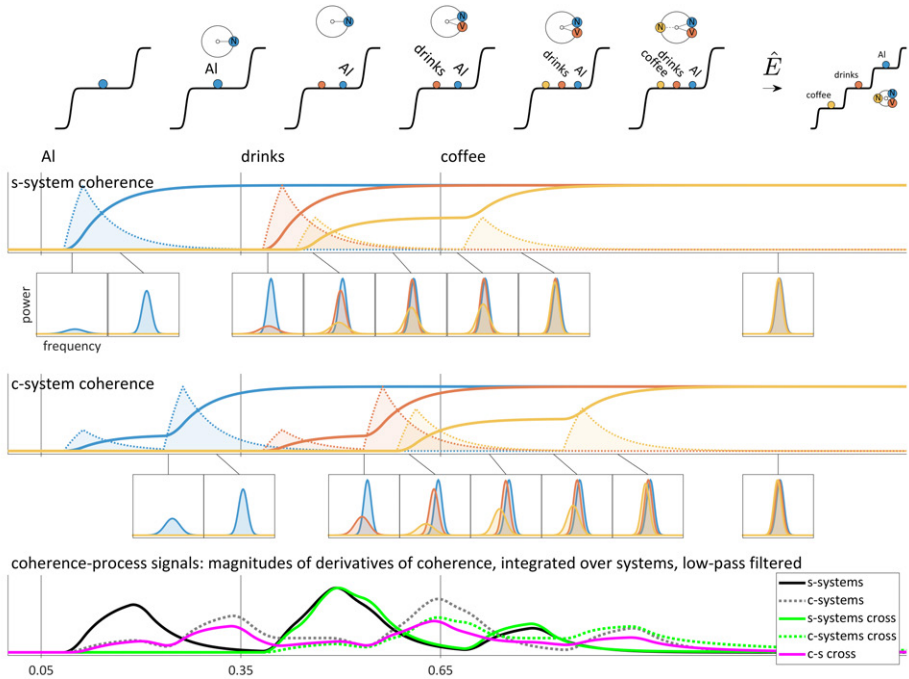 N
N
V
N
V
N
N
V
Al
Al
drinks
Al
drinks
Al
drinks
Al
coffee
drinks
Al
Ê
→
coffee
drinks
Al
N
N
V
Al drinks coffee
s-system coherence
power
frequency
c-system coherence
coherence-process signals: magnitudes of derivatives of coherence, integrated over systems, low-pass filtered
s-systems
c-systems
s-systems cross
c-systems cross
c-s cross
0.05 0.35 0.65